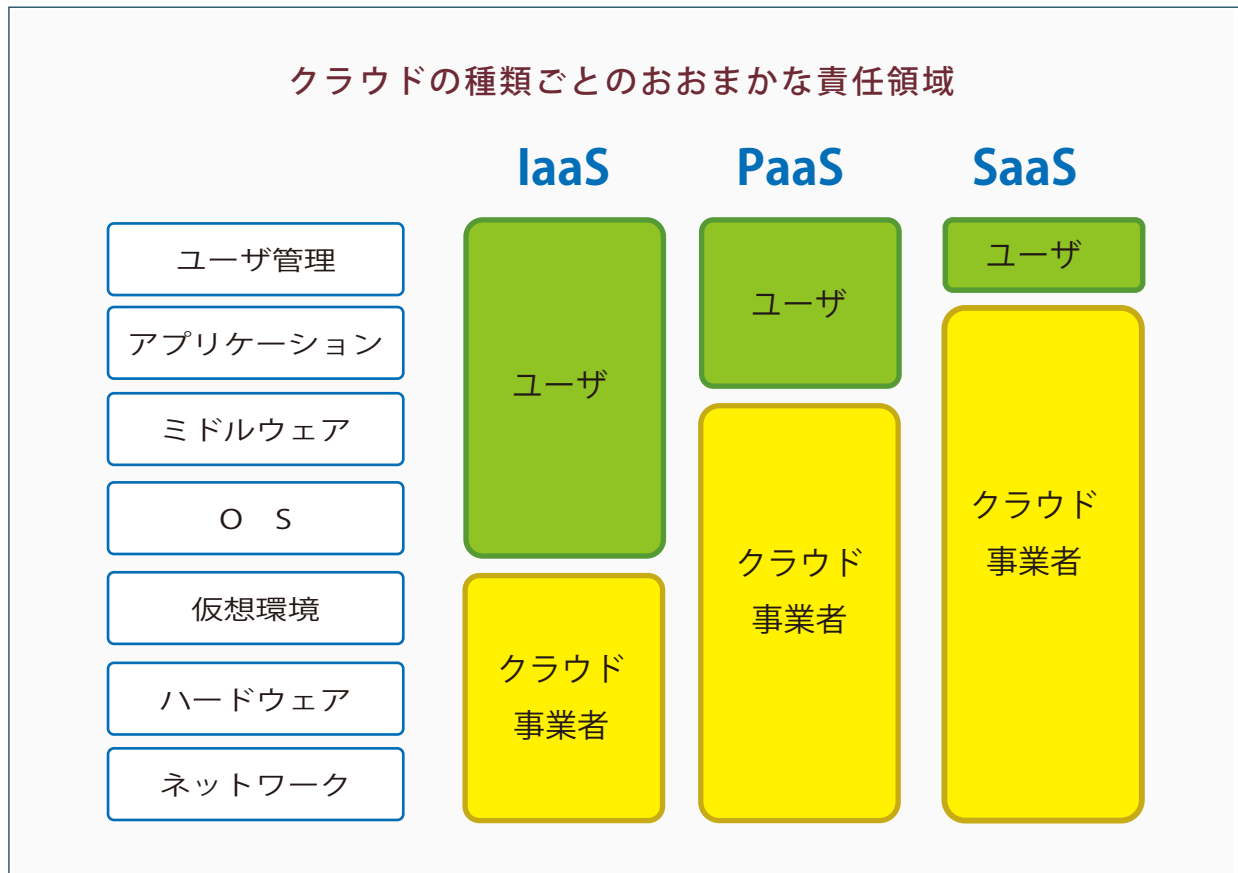 クラウドの種類ごとのおおまかな責任領域
IaaS PaaS SaaS
ユーザ管理
アプリケーション
ミドルウェア
O S
仮想環境
ハードウェア
ネットワーク
ユーザ
クラウド
事業者
ユーザ
クラウド
事業者
ユーザ
クラウド
事業者